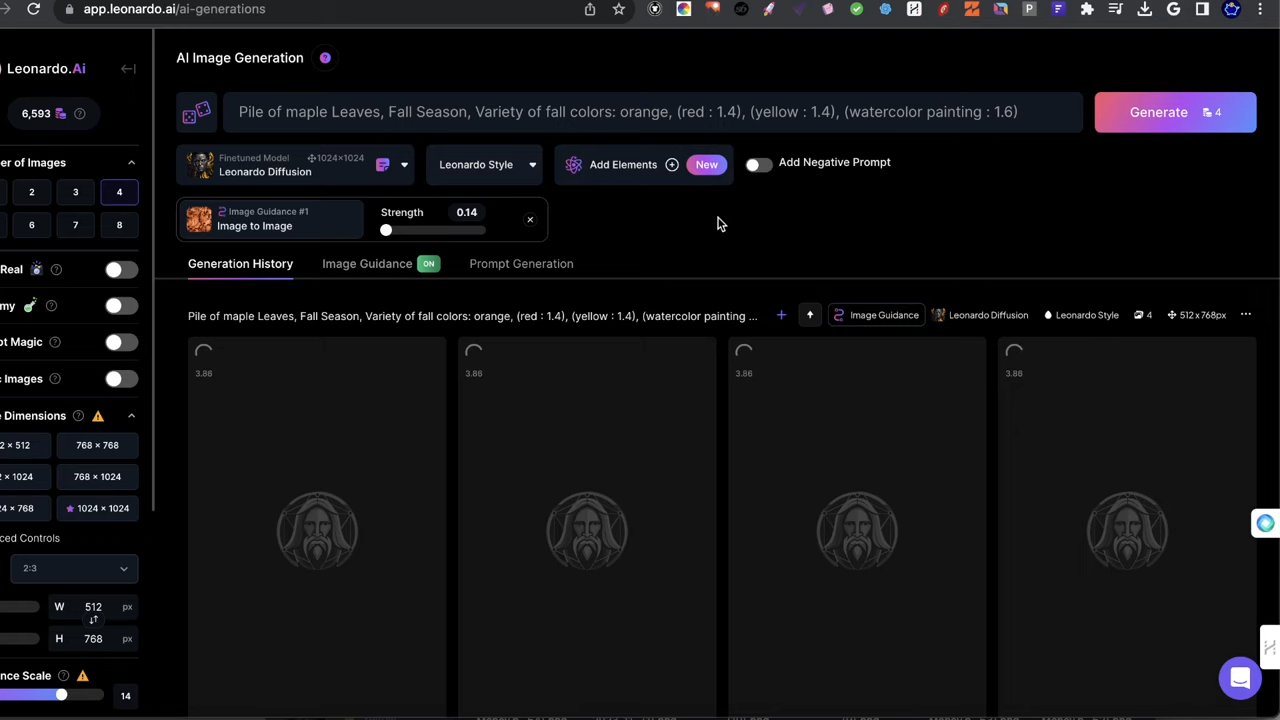 app.leonardo.ai/ai-generations
Leonardo.Ai
6,593
er of Images
2
3
4
6
7
8
Real
my
pt Magic
c Images
e Dimensions
2 × 512
768 × 768
2 × 1024
768 × 1024
24 × 768
1024 × 1024
ced Controls
2:3
W 512 px
H 768 px
nce Scale
14
AI Image Generation
Pile of maple Leaves, Fall Season, Variety of fall colors: orange, (red : 1.4), (yellow : 1.4), (watercolor painting : 1.6)
Generate 4
Finetuned Model 1024×1024
Leonardo Diffusion
Leonardo Style
Add Elements
New
Add Negative Prompt
Image Guidance #1
Image to Image
Strength 0.14
Generation History
Image Guidance ON
Prompt Generation
Pile of maple Leaves, Fall Season, Variety of fall colors: orange, (red : 1.4), (yellow : 1.4), (watercolor painting ...
Image Guidance
Leonardo Diffusion
Leonardo Style
4
512 x 768px
3.86
3.86
3.86
3.86